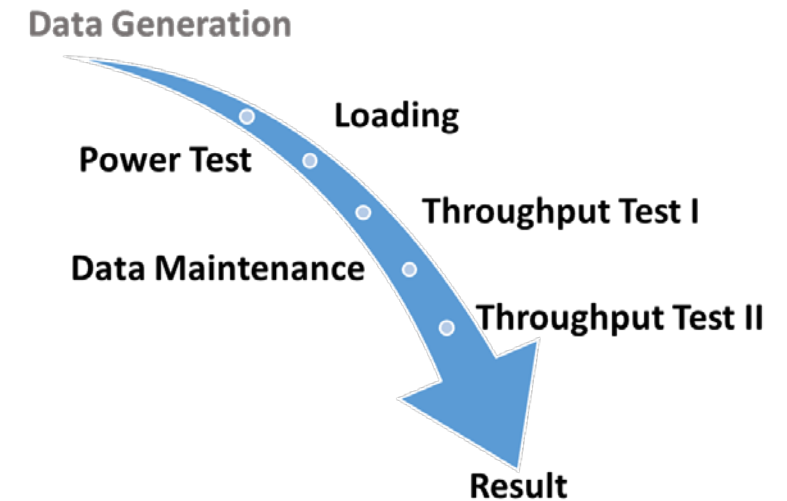 Data Generation
Loading
Power Test
Throughput Test I
Data Maintenance
Throughput Test II
Result